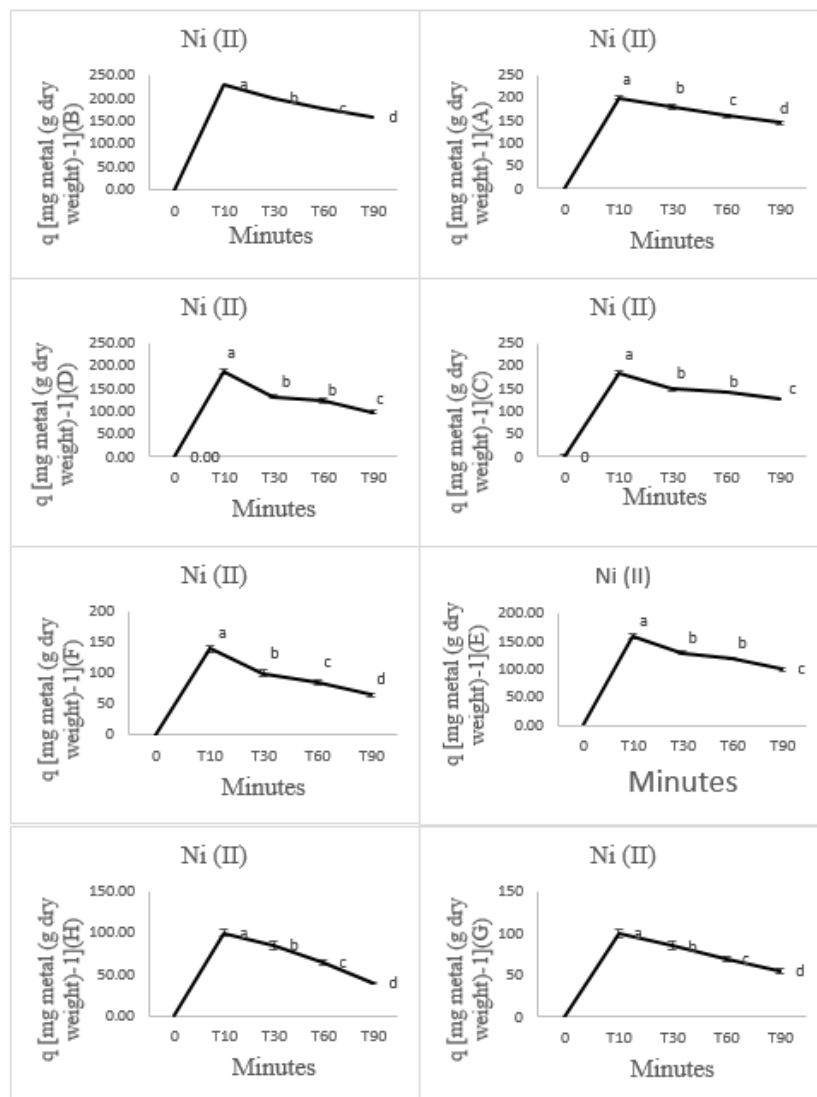 Ni (II)
q [mg metal (g dry
weight)-1](B)
250.00
200.00
150.00
100.00
50.00
0.00
a
b
c
d
0 T10 T30 T60 T90
Minutes
Ni (II)
q [mg metal (g dry
weight)-1](A)
250
200
150
100
50
0
a
b
c
d
0 T10 T30 T60 T90
Minutes
Ni (II)
q [mg metal (g dry
weight)-1](D)
250.00
200.00
150.00
100.00
50.00
0.00
a
b
b
c
0.00
0 T10 T30 T60 T90
Minutes
Ni (II)
q [mg metal (g dry
weight)-1](C)
250
200
150
100
50
0
a
b
b
c
0
0 T10 T30 T60 T90
Minutes
Ni (II)
q [mg metal (g dry
weight)-1](F)
200
150
100
50
0
a
b
c
d
0 T10 T30 T60 T90
Minutes
Ni (II)
q [mg metal (g dry
weight)-1](E)
200.00
150.00
100.00
50.00
0.00
a
b
b
c
0 T10 T30 T60 T90
Minutes
Ni (II)
q [mg metal (g dry
weight)-1](H)
150.00
100.00
50.00
0.00
a
b
c
d
0 T10 T30 T60 T90
Minutes
Ni (II)
q [mg metal (g dry
weight)-1](G)
150
100
50
0
a
b
c
d
0 T10 T30 T60 T90
Minutes